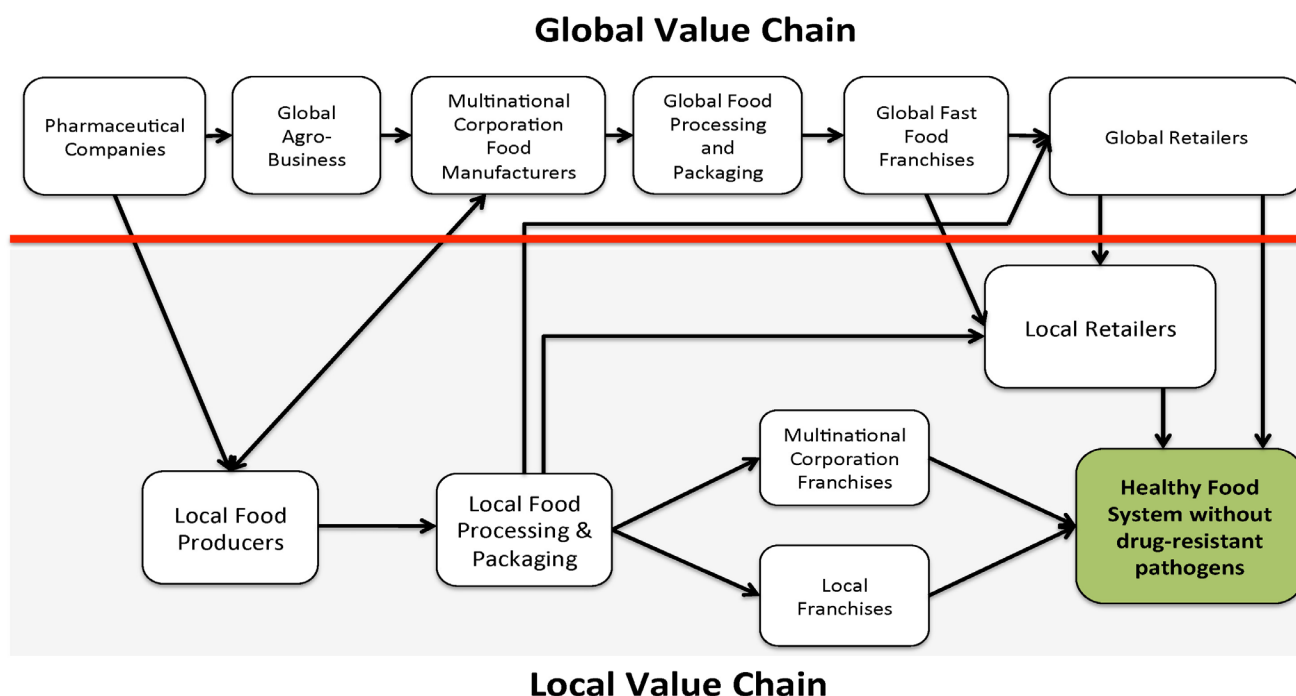 Global Value Chain
Pharmaceutical
Companies
Global
Agro-
Business
Multinational
Corporation
Food
Manufacturers
Global Food
Processing
and
Packaging
Global Fast
Food
Franchises
Global Retailers
Local Retailers
Local Food
Producers
Local Food
Processing &
Packaging
Multinational
Corporation
Franchises
Local
Franchises
Healthy Food
System without
drug-resistant
pathogens
Local Value Chain